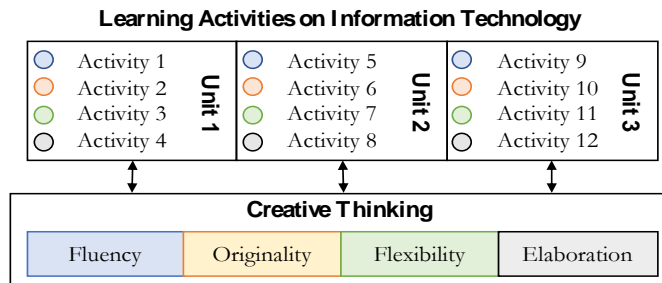 Learning Activities on Information Technology
Activity 1
Activity 2
Activity 3
Activity 4
Unit 1
Activity 5
Activity 6
Activity 7
Activity 8
Unit 2
Activity 9
Activity 10
Activity 11
Activity 12
Unit 3
Creative Thinking
Fluency
Originality
Flexibility
Elaboration